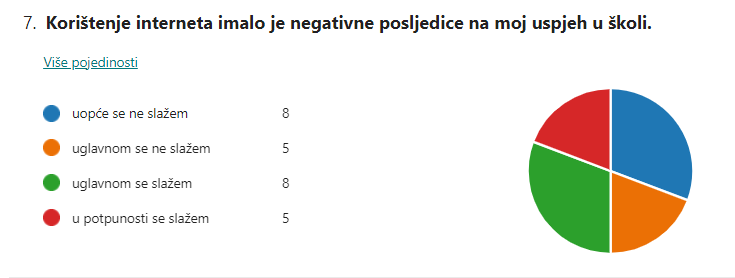 7. Korištenje interneta imalo je negativne posljedice na moj uspjeh u školi.
Više pojedinosti
uopće se ne slažem 8
uglavnom se ne slažem 5
uglavnom se slažem 8
u potpunosti se slažem 5